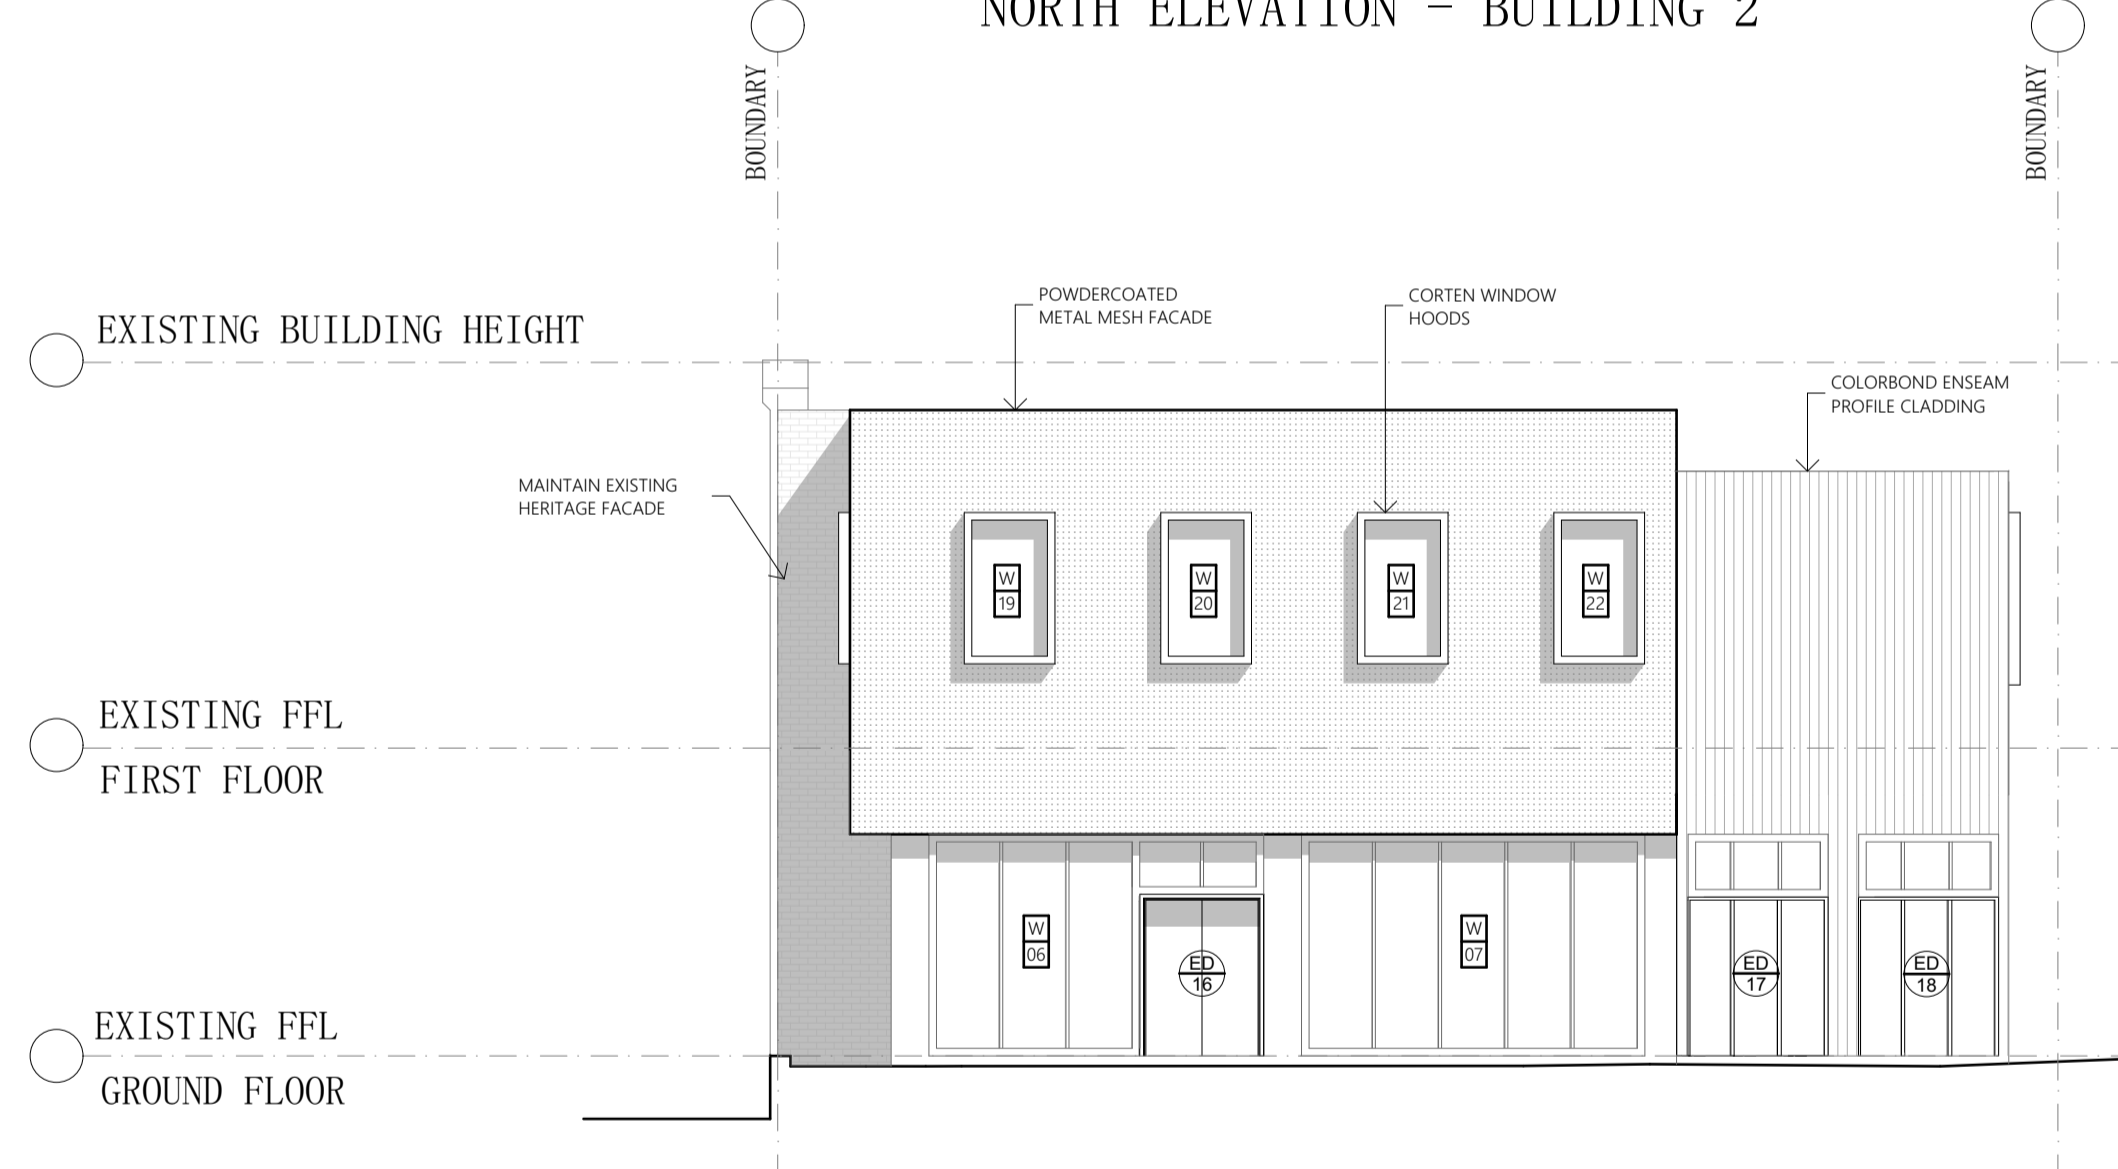 NORTH ELEVATION - BUILDING 2
BOUNDARY
BOUNDARY
EXISTING BUILDING HEIGHT
POWDERCOATED
METAL MESH FACADE
CORTEN WINDOW
HOODS
COLORBOND ENSEAM
PROFILE CLADDING
MAINTAIN EXISTING
HERITAGE FACADE
W
19
W
20
W
21
W
22
EXISTING FFL
FIRST FLOOR
W
06
ED
16
W
07
ED
17
ED
18
EXISTING FFL
GROUND FLOOR